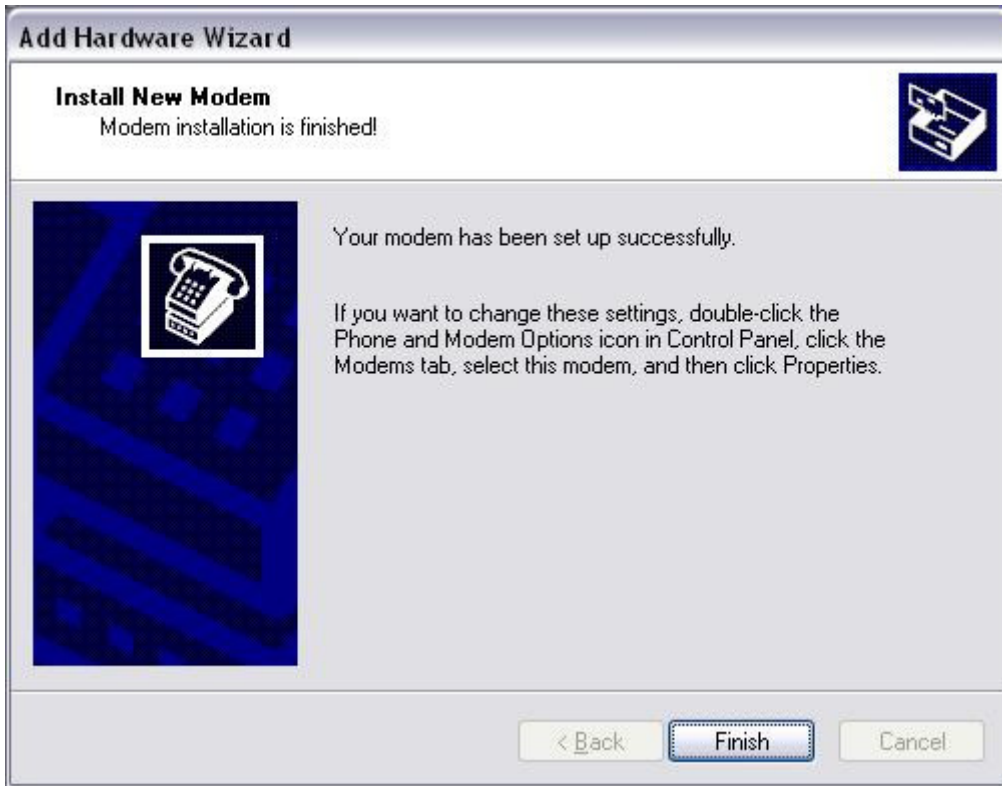 Add Hardware Wizard
Install New Modem
Modem installation is finished!
Your modem has been set up successfully.
If you want to change these settings, double-click the
Phone and Modem Options icon in Control Panel, click the
Modems tab, select this modem, and then click Properties.
< Back Finish Cancel